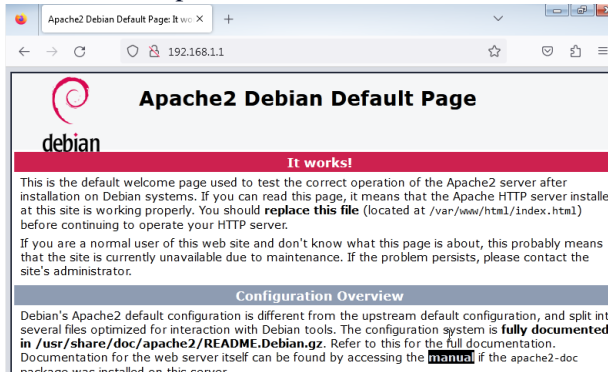 Apache2 Debian Default Page: It wo
192.168.1.1
debian
Apache2 Debian Default Page
It works!
This is the default welcome page used to test the correct operation of the Apache2 server after
installation on Debian systems. If you can read this page, it means that the Apache HTTP server installe
at this site is working properly. You should replace this file (located at /var/www/html/index.html)
before continuing to operate your HTTP server.
If you are a normal user of this web site and don't know what this page is about, this probably means
that the site is currently unavailable due to maintenance. If the problem persists, please contact the
site's administrator.
Configuration Overview
Debian's Apache2 default configuration is different from the upstream default configuration, and split int
several files optimized for interaction with Debian tools. The configuration system is fully documented
in /usr/share/doc/apache2/README.Debian.gz. Refer to this for the full documentation.
Documentation for the web server itself can be found by accessing the manual if the apache2-doc
package was installed on this server.